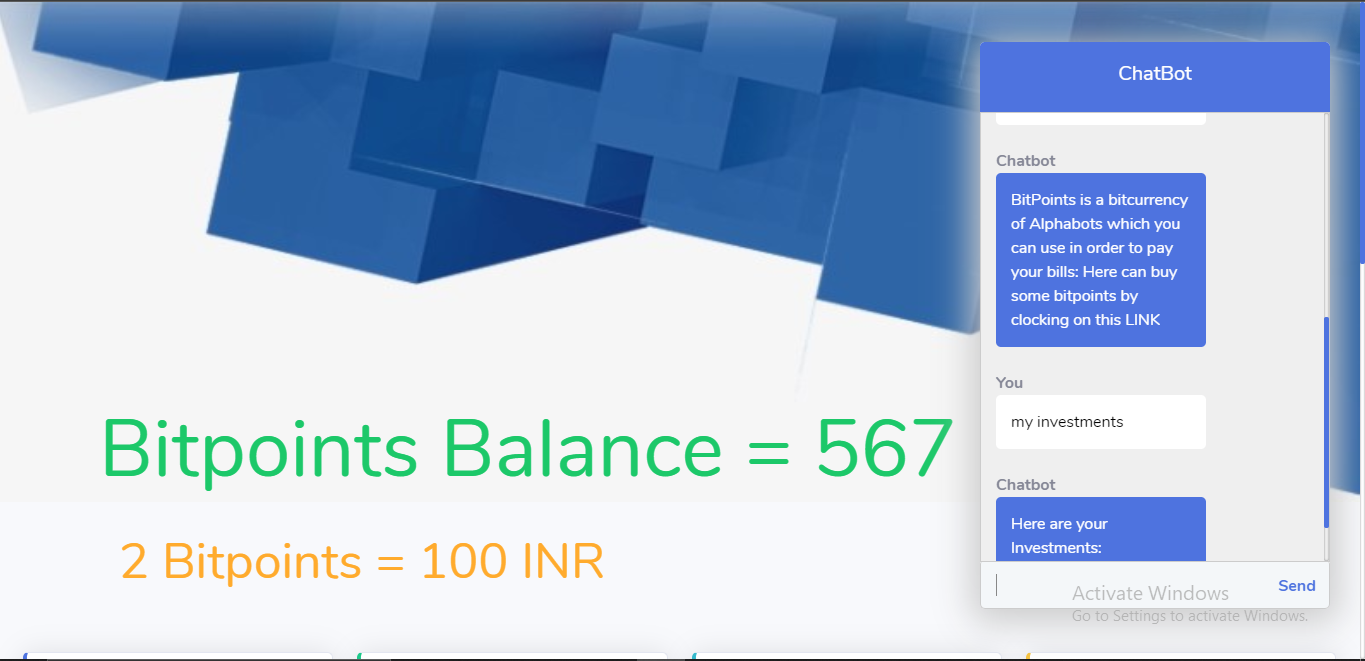 Bitpoints Balance = 567
2 Bitpoints = 100 INR
ChatBot
Chatbot
BitPoints is a bitcurrency
of Alphabots which you
can use in order to pay
your bills: Here can buy
some bitpoints by
clocking on this LINK
You
my investments
Chatbot
Here are your
Investments:
Send
Activate Windows
Go to Settings to activate Windows.